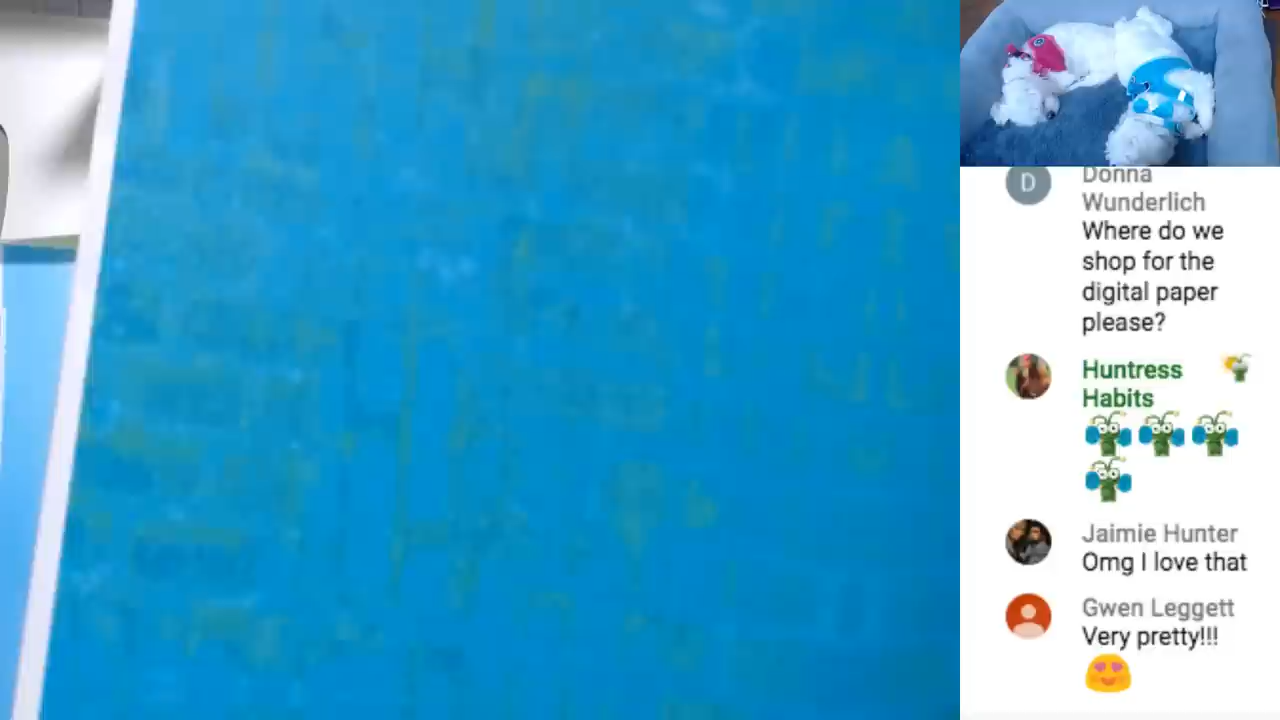 D
Donna
Wunderlich
Where do we
shop for the
digital paper
please?
Huntress
Habits
Jaimie Hunter
Omg I love that
Gwen Leggett
Very pretty!!!